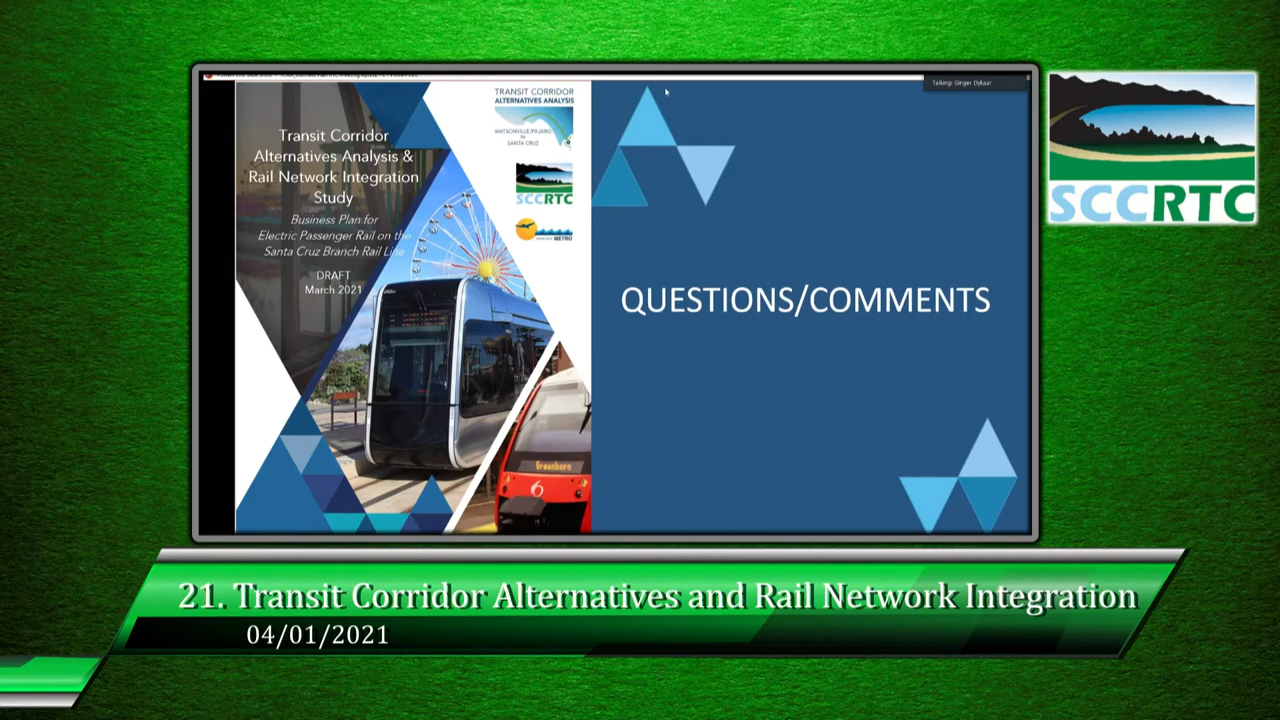 Talking: Ginger Dykaar
Transit Corridor
Alternatives Analysis &
Rail Network Integration
Study
Business Plan for
Electric Passenger Rail on the
Santa Cruz Branch Rail Line
DRAFT
March 2021
TRANSIT CORRIDOR
ALTERNATIVES ANALYSIS
WATSONVILLE/PAJARO
to
SANTA CRUZ
SCCRTC
METRO
Greenboro
6
QUESTIONS/COMMENTS
SCCRTC
21. Transit Corridor Alternatives and Rail Network Integration
04/01/2021